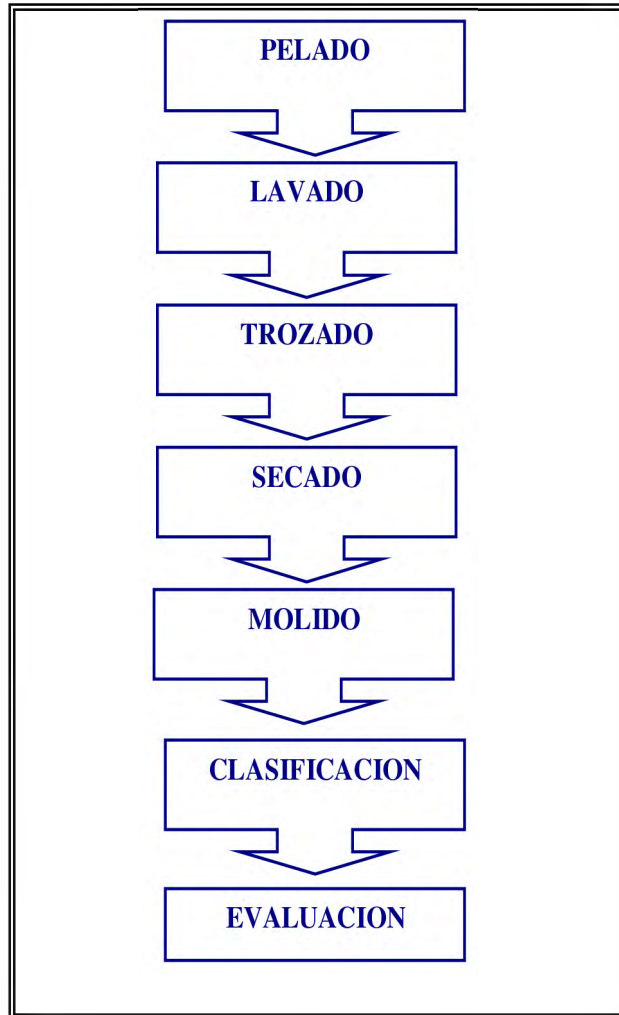 PELADO
LAVADO
TROZADO
SECADO
MOLIDO
CLASIFICACION
EVALUACION